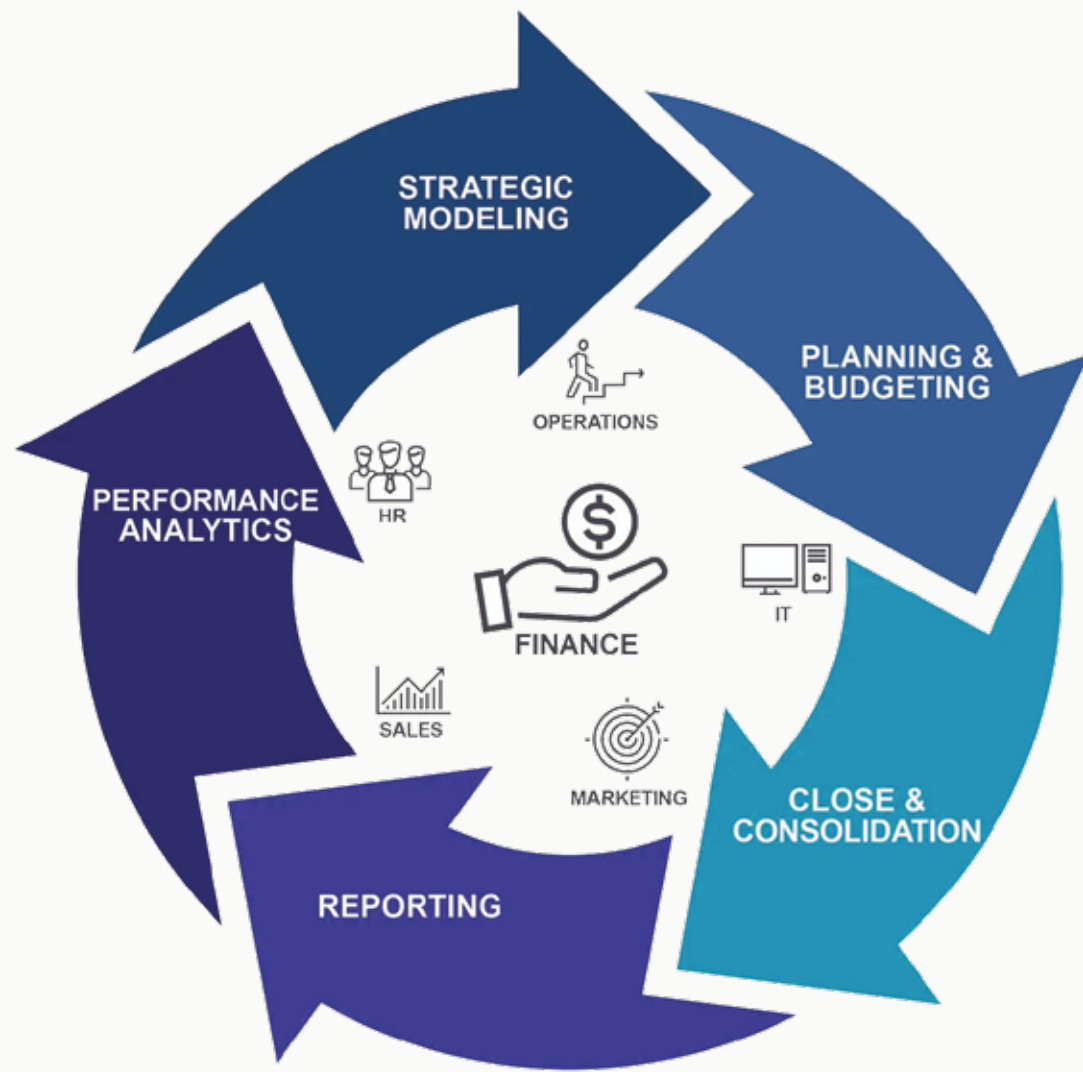 STRATEGIC
MODELING
PLANNING &
BUDGETING
CLOSE &
CONSOLIDATION
REPORTING
PERFORMANCE
ANALYTICS
OPERATIONS
HR
$
FINANCE
IT
SALES
MARKETING